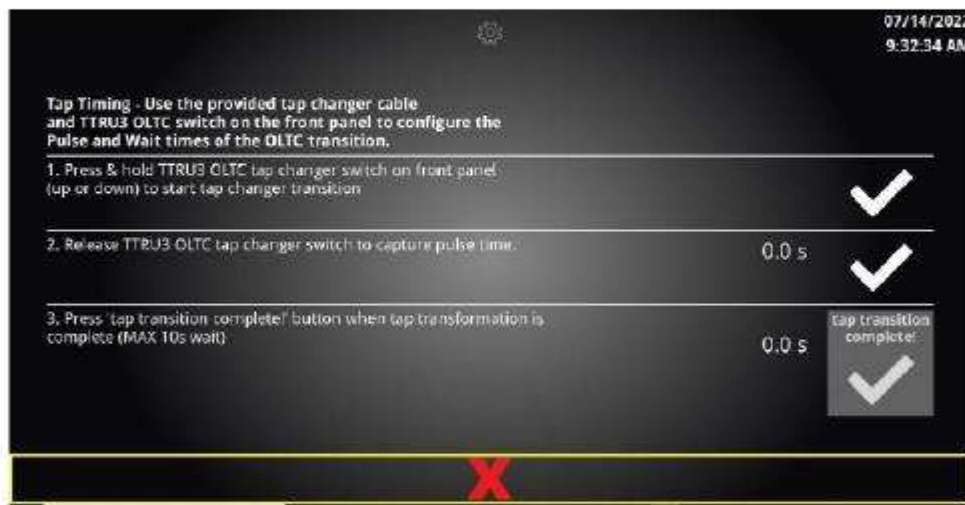 07/14/2022
9:32:34 AM
Tap Timing - Use the provided tap changer cable
and TTRU3 OLTC switch on the front panel to configure the
Pulse and Wait times of the OLTC transition.
1. Press & hold TTRU3 OLTC tap changer switch on front panel
(up or down) to start tap changer transition
2. Release TTRU3 OLTC tap changer switch to capture pulse time.
0.0 s
3. Press 'tap transition complete!' button when tap transformation is
complete (MAX 10s wait)
0.0 s
tap transition
complete!